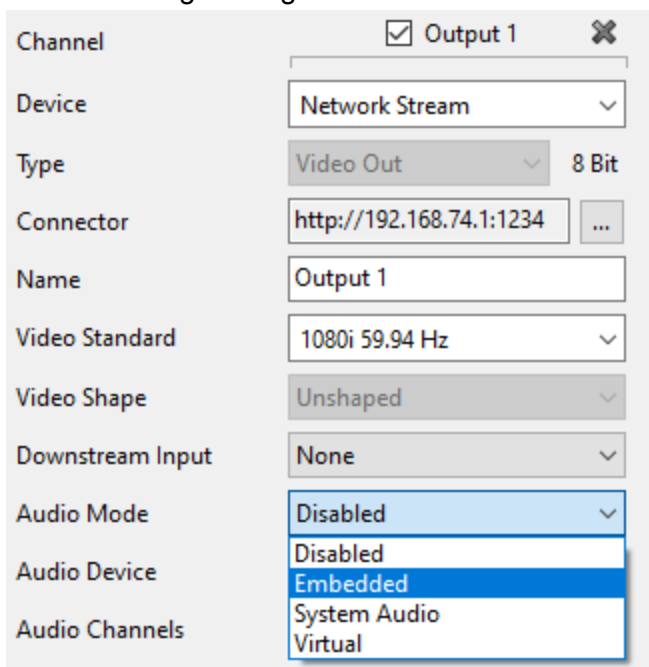 Channel Output 1
Device Network Stream
Type Video Out 8 Bit
Connector http://192.168.74.1:1234 ...
Name Output 1
Video Standard 1080i 59.94 Hz
Video Shape Unshaped
Downstream Input None
Audio Mode Disabled
Disabled
Audio Device Embedded
System Audio
Audio Channels Virtual